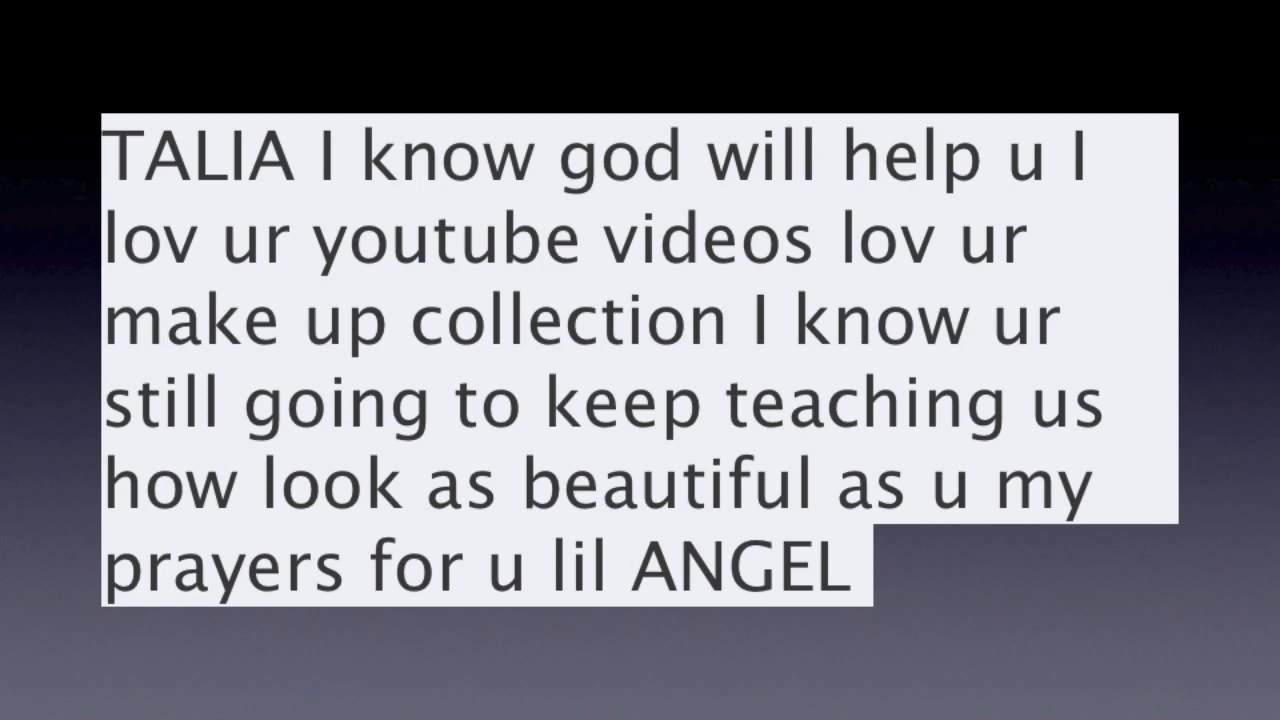 TALIA I know god will help u I
lov ur youtube videos lov ur
make up collection I know ur
still going to keep teaching us
how look as beautiful as u my
prayers for u lil ANGEL